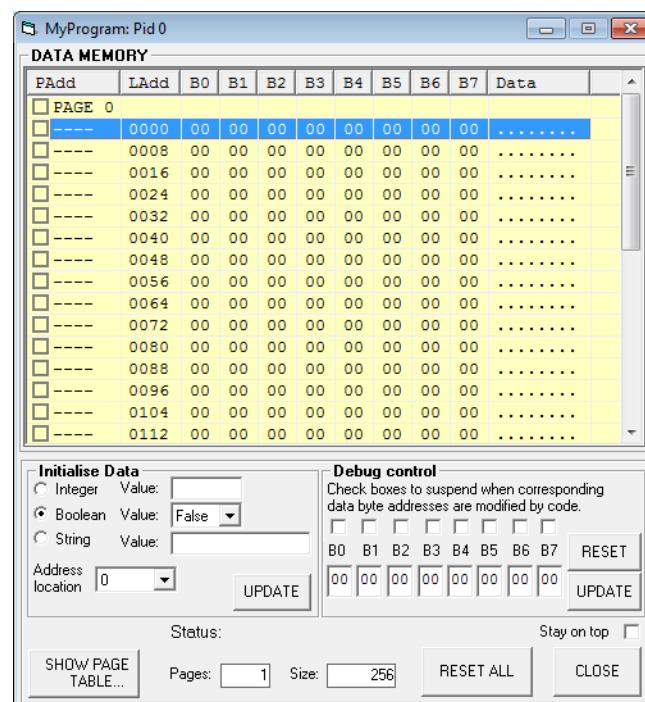 MyProgram: Pid 0
DATA MEMORY
PAdd LAdd B0 B1 B2 B3 B4 B5 B6 B7 Data
PAGE 0
---- 0000 00 00 00 00 00 00 00 00 ........
---- 0008 00 00 00 00 00 00 00 00 ........
---- 0016 00 00 00 00 00 00 00 00 ........
---- 0024 00 00 00 00 00 00 00 00 ........
---- 0032 00 00 00 00 00 00 00 00 ........
---- 0040 00 00 00 00 00 00 00 00 ........
---- 0048 00 00 00 00 00 00 00 00 ........
---- 0056 00 00 00 00 00 00 00 00 ........
---- 0064 00 00 00 00 00 00 00 00 ........
---- 0072 00 00 00 00 00 00 00 00 ........
---- 0080 00 00 00 00 00 00 00 00 ........
---- 0088 00 00 00 00 00 00 00 00 ........
---- 0096 00 00 00 00 00 00 00 00 ........
---- 0104 00 00 00 00 00 00 00 00 ........
---- 0112 00 00 00 00 00 00 00 00 ........
Initialise Data
Integer Value:
Boolean Value: False
String Value:
Address
location 0
UPDATE
Debug control
Check boxes to suspend when corresponding
data byte addresses are modified by code.
B0 B1 B2 B3 B4 B5 B6 B7 RESET
00 00 00 00 00 00 00 00 UPDATE
Status: Stay on top
SHOW PAGE
TABLE...
Pages: 1 Size: 256
RESET ALL
CLOSE